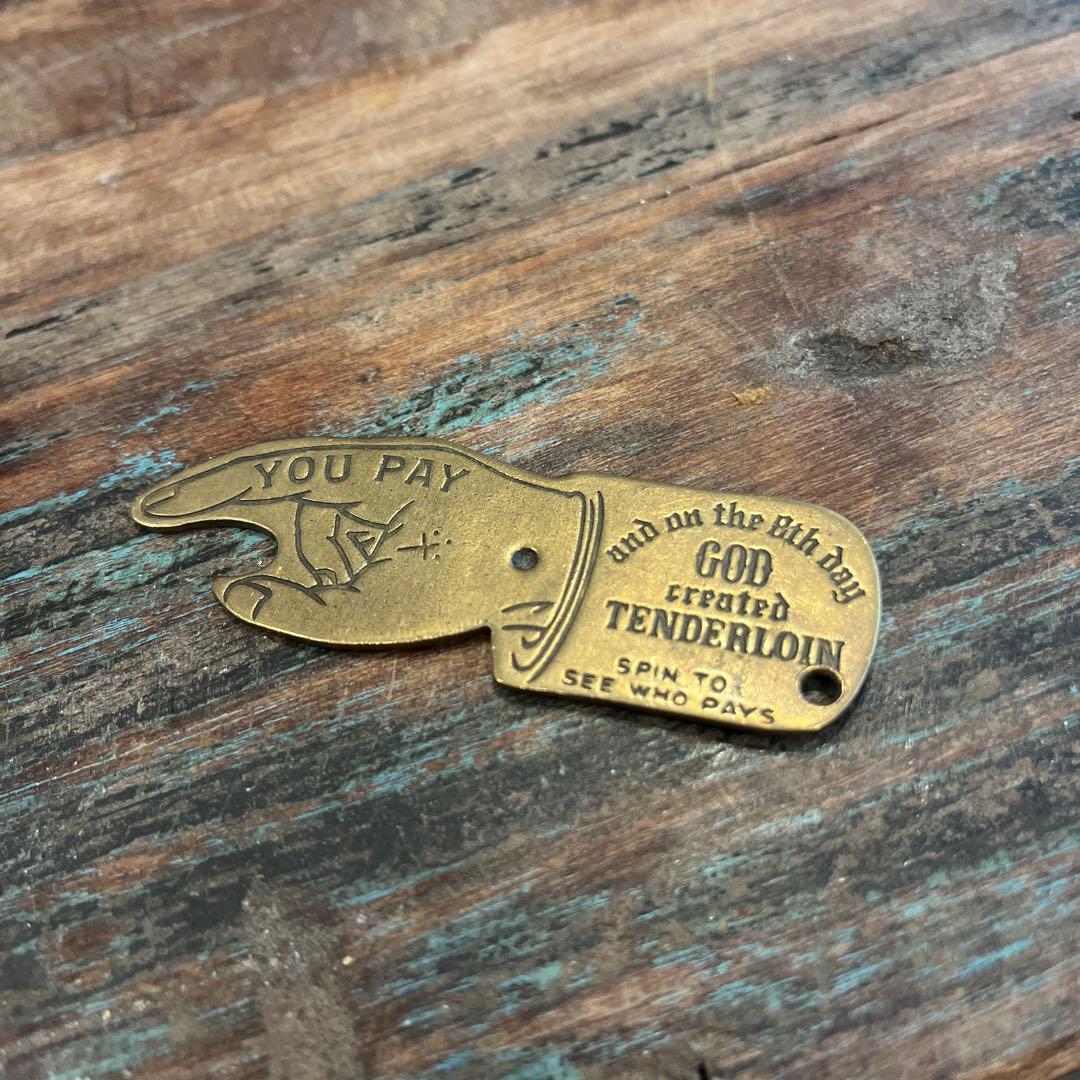 YOU PAY
and on the 8th day
GOD
created
TENDERLOIN
SPIN TO
SEE WHO PAYS